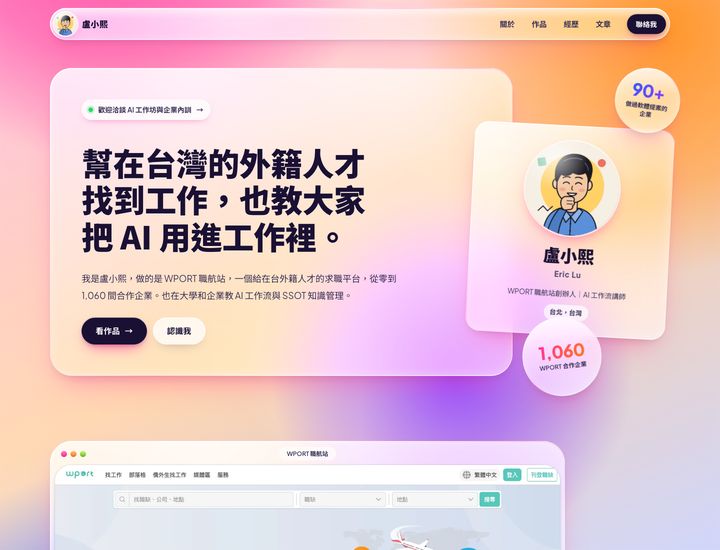 盧小熙
關於
作品
經歷
文章
聯絡我
歡迎洽談 AI 工作坊與企業內訓 →
幫在台灣的外籍人才
找到工作，也教大家
把 AI 用進工作裡。
我是盧小熙，做的是 WPORT 職航站，一個給在台外籍人才的求職平台，從零到
1,060 間合作企業。也在大學和企業教 AI 工作流與 SSOT 知識管理。
看作品 →
認識我
90+
做過軟體提案的
企業
盧小熙
Eric Lu
WPORT 職航站創辦人｜AI 工作流講師
台北，台灣
1,060
WPORT 合作企業
WPORT 職航站
wport
找工作
部落格
僑外生找工作
媒體區
服務
繁體中文
登入
刊登職缺
找職缺、公司、地點
職缺
地點
搜尋